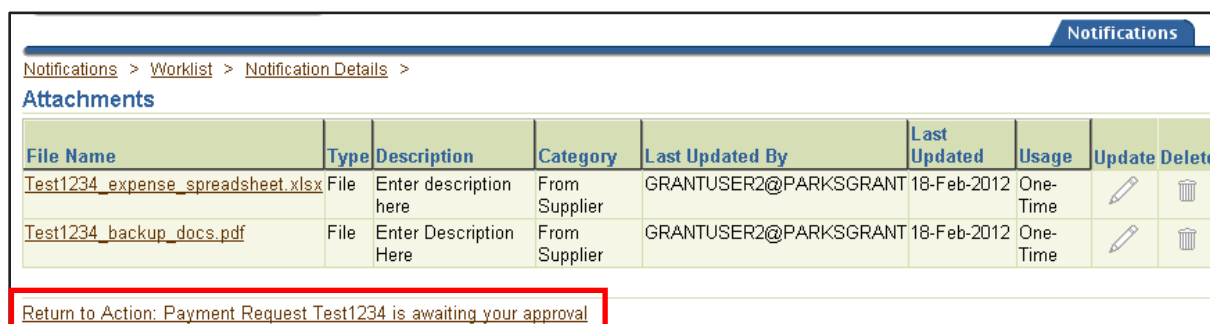 Notifications
Notifications > Worklist > Notification Details >
Attachments
File Name Type Description Category Last Updated By Last Updated Usage Update Delete
Test1234_expense_spreadsheet.xlsx File Enter description here From Supplier GRANTUSER2@PARKSGRANT 18-Feb-2012 One-Time
Test1234_backup_docs.pdf File Enter Description Here From Supplier GRANTUSER2@PARKSGRANT 18-Feb-2012 One-Time
Return to Action: Payment Request Test1234 is awaiting your approval